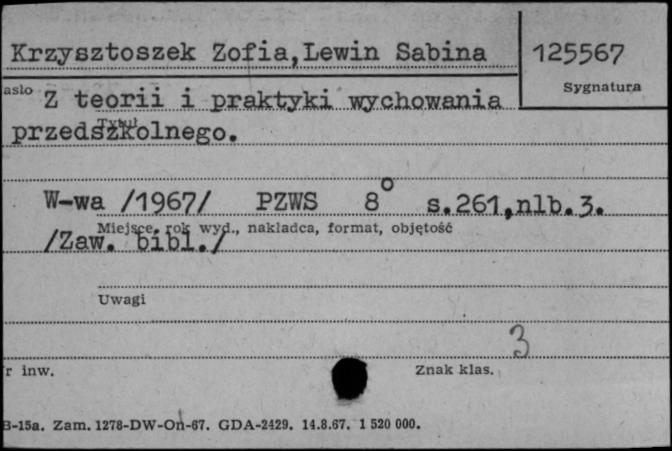 Krzysztoszek Zofia, Lewin Sabina
125567
Sygnatura
asło
Z teorii i praktyki wychowania
Tytuł
przedszkolnego.
W-wa /1967/ PZWS 8° s.261,nlb.3.
Miejsce, rok wyd., nakładca, format, objętość
/Zaw. bibl./
Uwagi
3
r inw.
Znak klas.
B-15a. Zam. 1278-DW-On-67. GDA-2429. 14.8.67. 1 520 000.